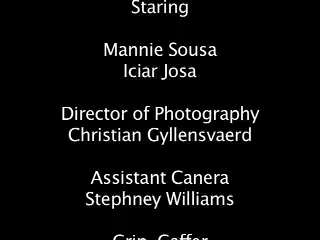 Staring
Mannie Sousa
Iciar Josa
Director of Photography
Christian Gyllensvaerd
Assistant Canera
Stephney Williams
Grip, Gaffer